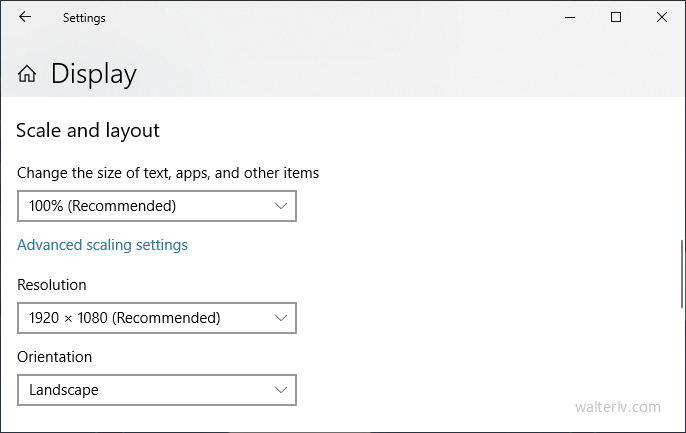 Settings
Display
Scale and layout
Change the size of text, apps, and other items
100% (Recommended)
Advanced scaling settings
Resolution
1920 × 1080 (Recommended)
Orientation
Landscape
walterlv.com